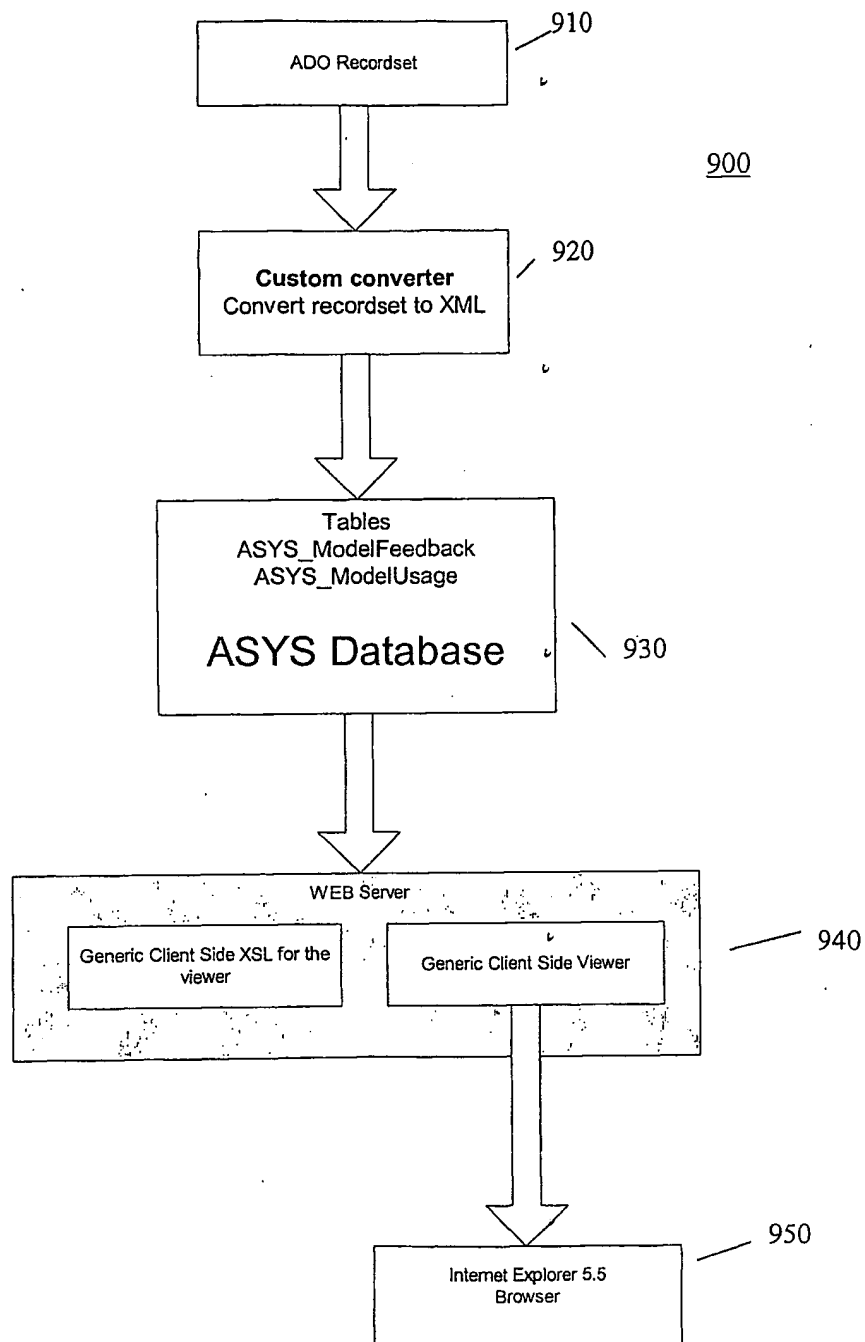 910
ADO Recordset
900
920
Custom converter
Convert recordset to XML
Tables
ASYS_ModelFeedback
ASYS_ModelUsage
ASYS Database
930
WEB Server
Generic Client Side XSL for the
viewer
Generic Client Side Viewer
940
950
Internet Explorer 5.5
Browser